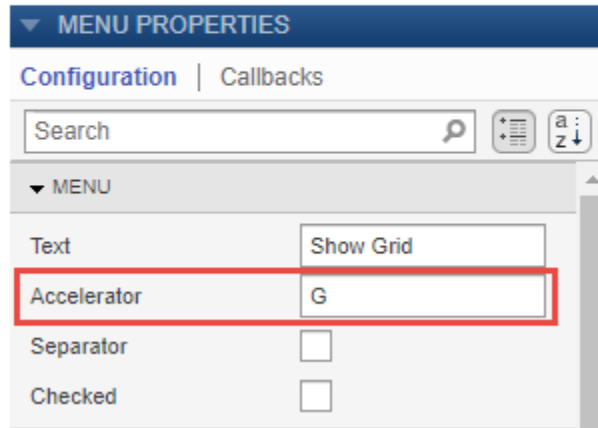 MENU PROPERTIES
Configuration | Callbacks
Search
a z
MENU
Text Show Grid
Accelerator G
Separator
Checked